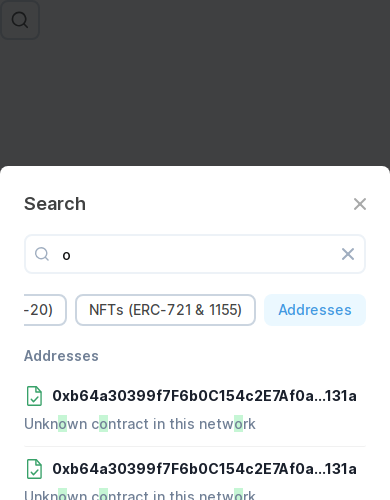 Search
o
-20)
NFTs (ERC-721 & 1155)
Addresses
Addresses
0xb64a30399f7F6b0C154c2E7Af0a...131a
Unknown contract in this network
0xb64a30399f7F6b0C154c2E7Af0a...131a
Unknown contract in this network